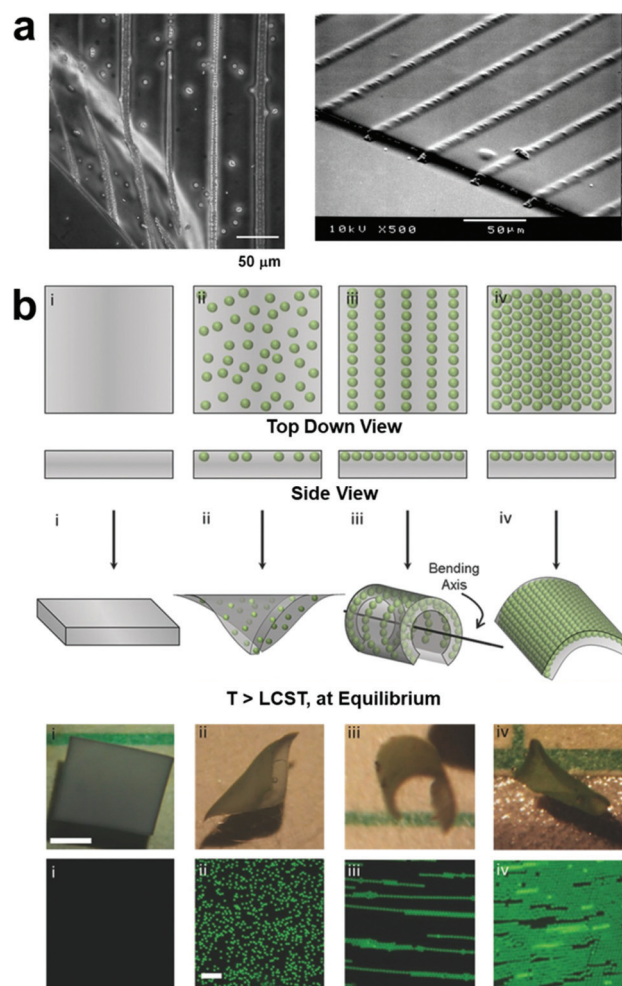 a
50 µm
10kV X500 50µm
b
i ii iii iv
Top Down View
Side View
i ii iii iv
Bending
Axis
T > LCST, at Equilibrium
i ii iii iv
i ii iii iv